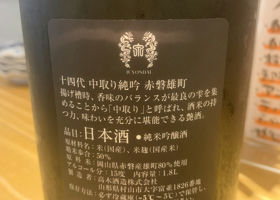 JUYONDAI
十四代 中取り純吟 赤磐雄町
揚げ槽時、香味のバランスが最良の雫を集
めることから「中取り」と呼ばれ、酒米の持
つ力、味わいを充分に堪能できる艶酒。
品目：日本酒 ●純米吟醸酒
原材料：米(国産)、米麹(国産米)
精米歩合：50％
原料米：岡山県赤磐産雄町80％使用
アルコール分：15度 内容量：1.8L
製造者：高木酒造株式会社
山形県村山市大字富並1826番地